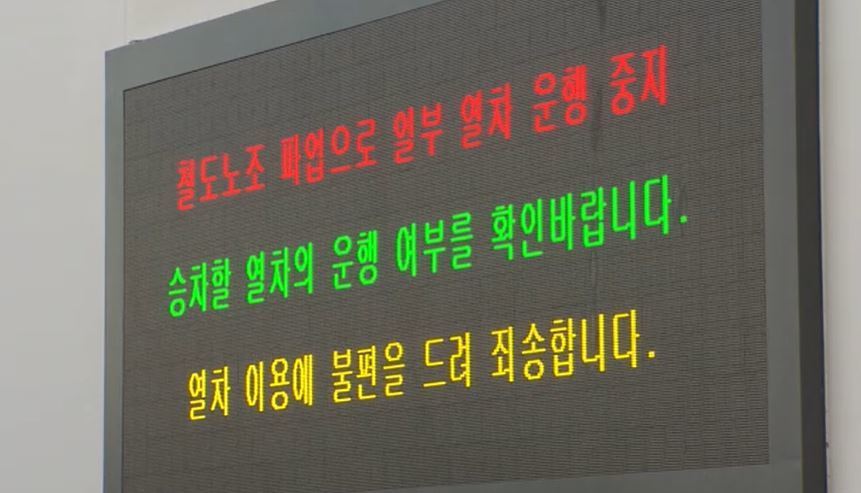 철도노조 파업으로 일부 열차 운행 중지
승차할 열차의 운행 여부를 확인바랍니다.
열차 이용에 불편을 드려 죄송합니다.